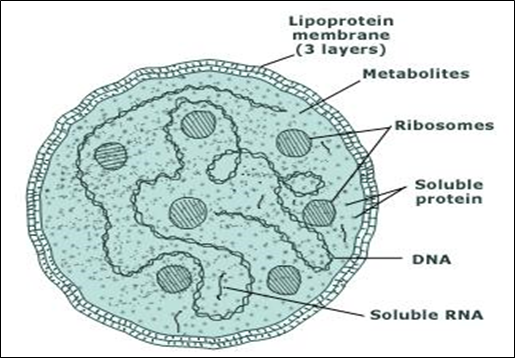 Lipoprotein
membrane
(3 layers)
Metabolites
Ribosomes
Soluble
protein
DNA
Soluble RNA